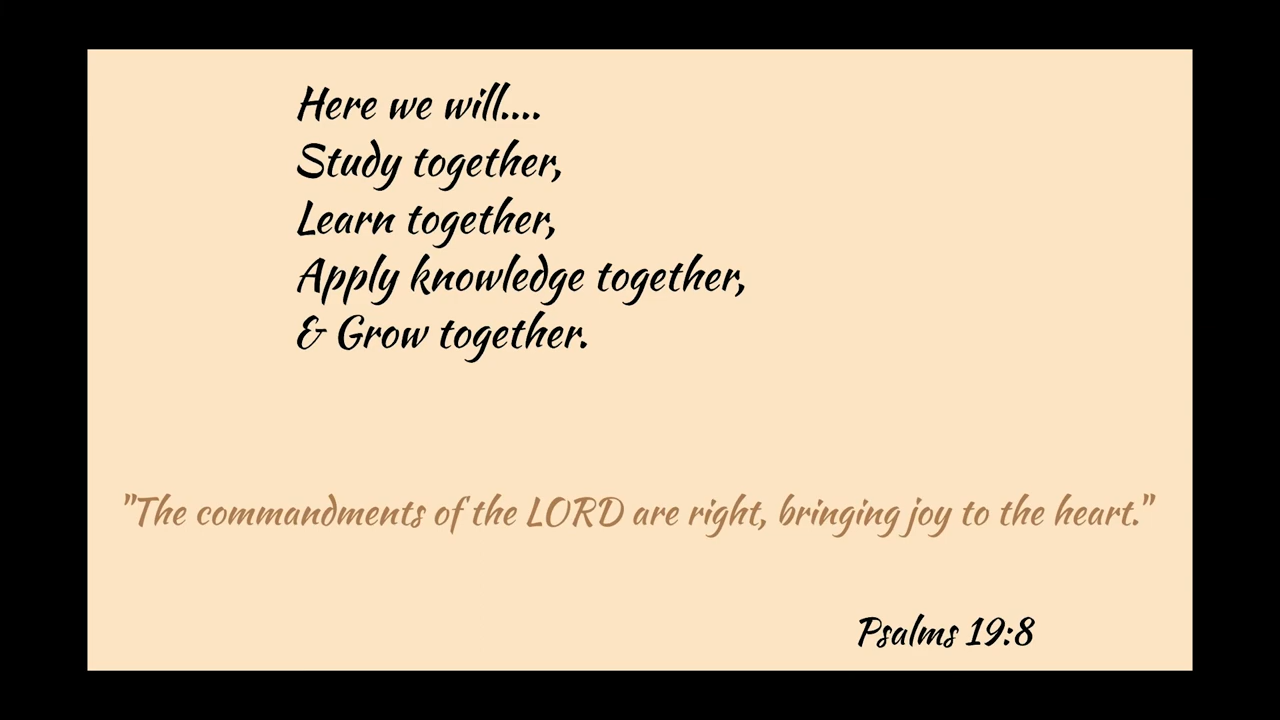 Here we will....
Study together,
Learn together,
Apply knowledge together,
& Grow together.
"The commandments of the LORD are right, bringing joy to the heart."
Psalms 19:8